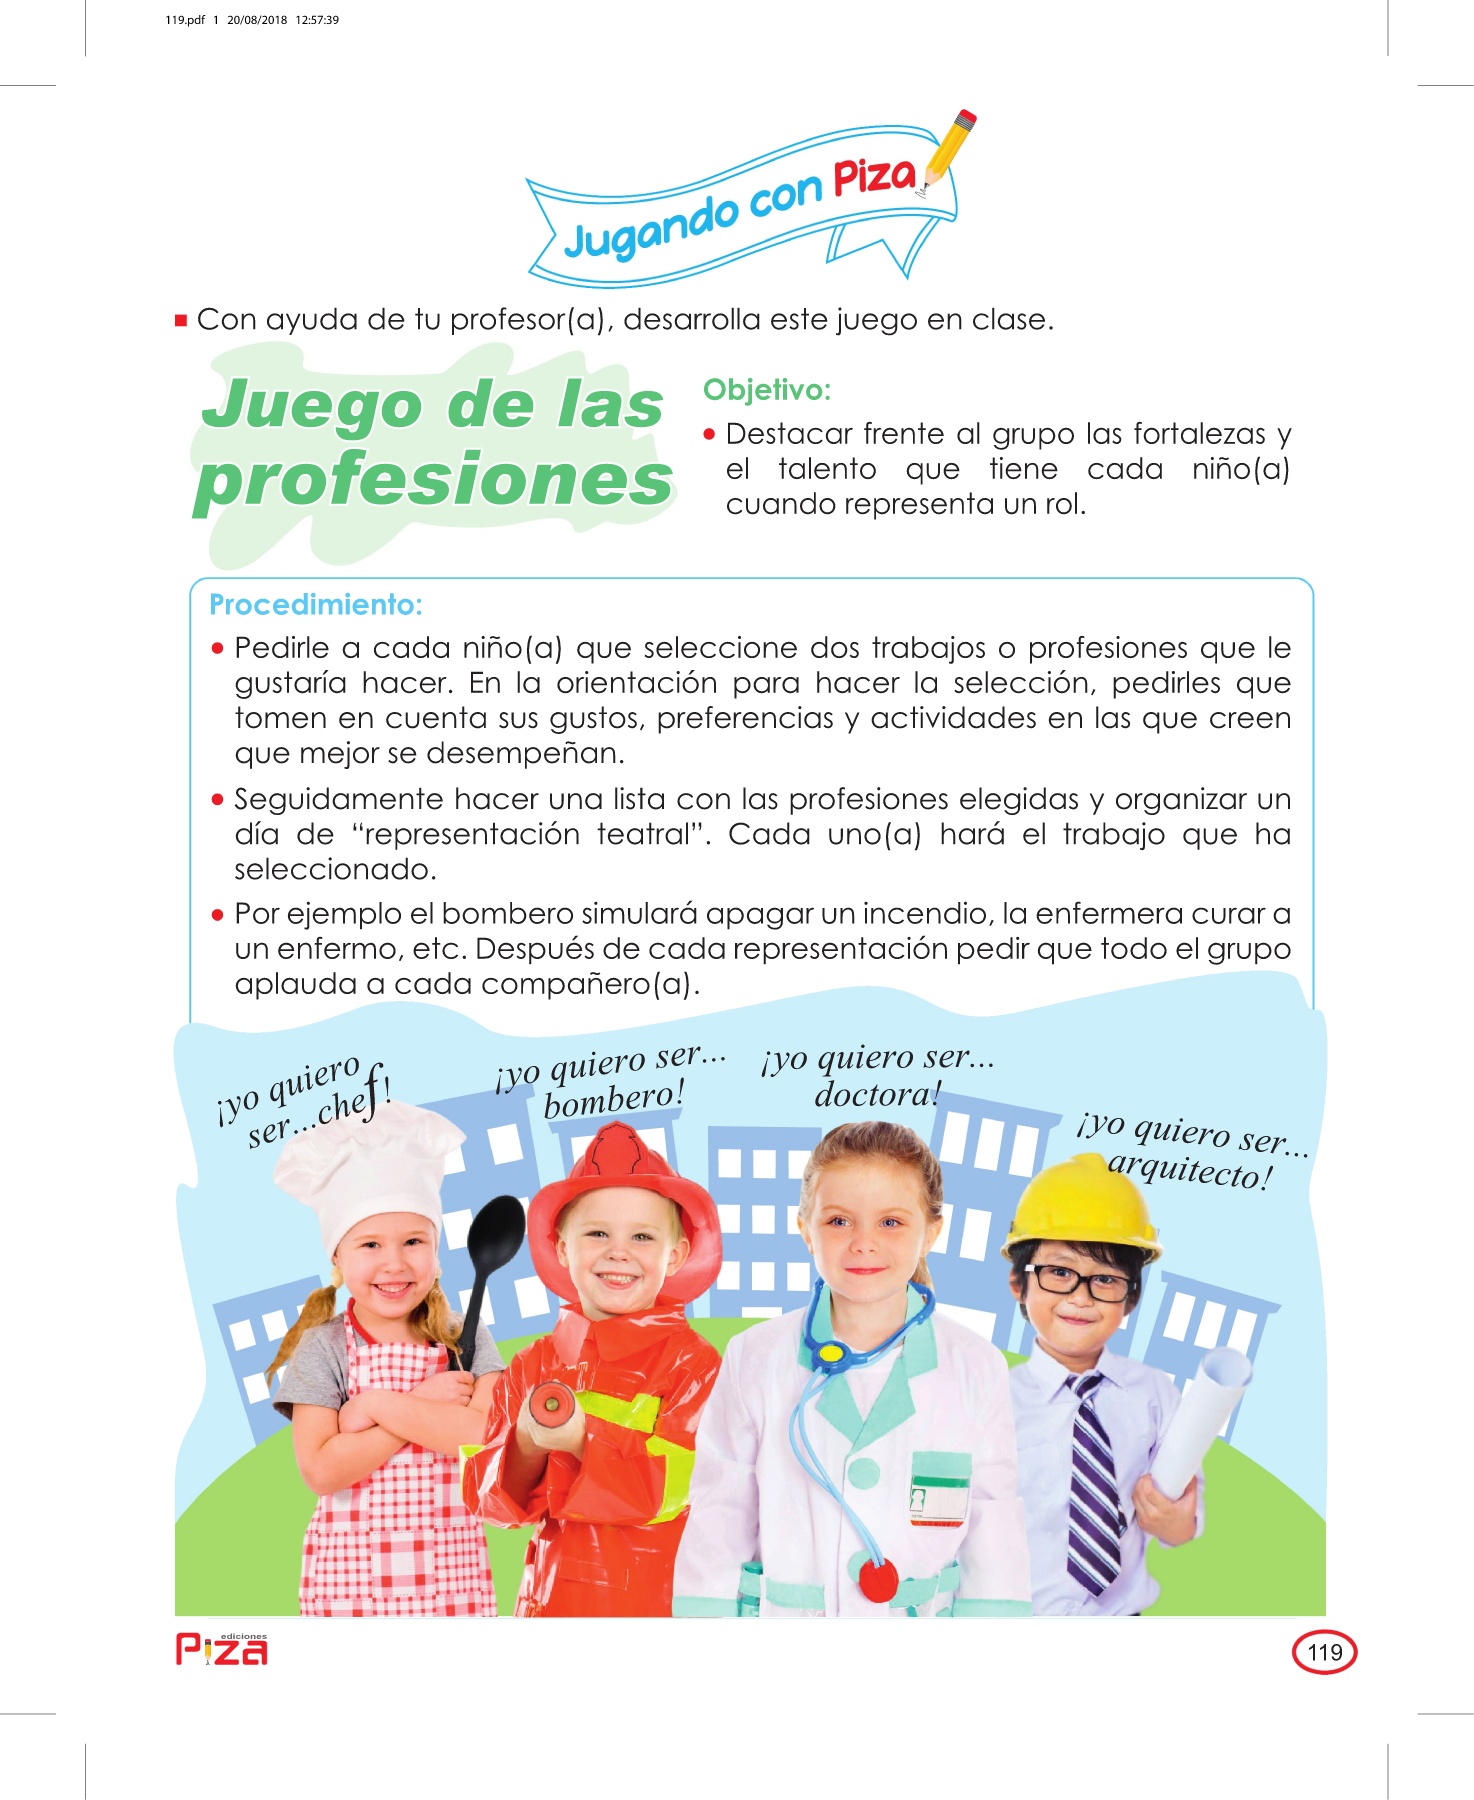 119.pdf 1 20/08/2018 12:57:39
Jugando con Piza
Con ayuda de tu profesor(a), desarrolla este juego en clase.
Juego de las
profesiones
Objetivo:
Destacar frente al grupo las fortalezas y
el talento que tiene cada niño(a)
cuando representa un rol.
Procedimiento:
Pedirle a cada niño(a) que seleccione dos trabajos o profesiones que le
gustaría hacer. En la orientación para hacer la selección, pedirles que
tomen en cuenta sus gustos, preferencias y actividades en las que creen
que mejor se desempeñan.
Seguidamente hacer una lista con las profesiones elegidas y organizar un
día de “representación teatral”. Cada uno(a) hará el trabajo que ha
seleccionado.
Por ejemplo el bombero simulará apagar un incendio, la enfermera curar a
un enfermo, etc. Después de cada representación pedir que todo el grupo
aplauda a cada compañero(a).
¡yo quiero
ser...chef!
¡yo quiero ser...
bombero!
¡yo quiero ser...
doctora!
¡yo quiero ser...
arquitecto!
ediciones
Piza
119